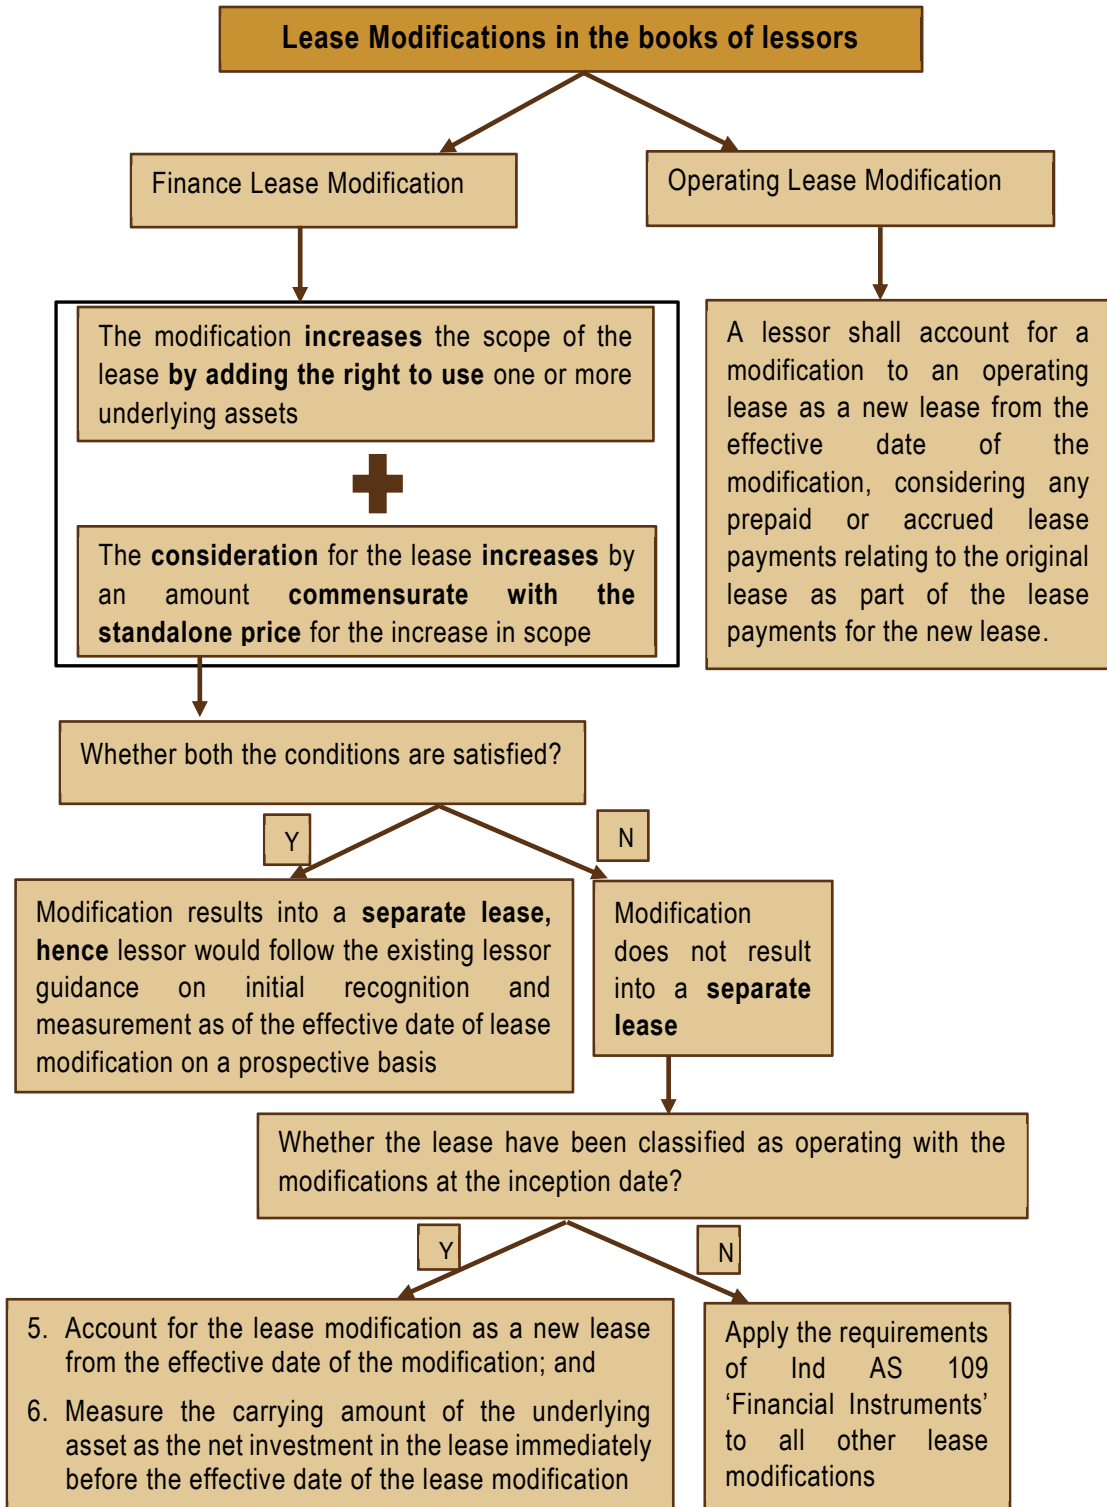 Lease Modifications in the books of lessors
Finance Lease Modification
Operating Lease Modification
The modification increases the scope of the
lease by adding the right to use one or more
underlying assets
The consideration for the lease increases by
an amount commensurate with the
standalone price for the increase in scope
A lessor shall account for a
modification to an operating
lease as a new lease from the
effective date of the
modification, considering any
prepaid or accrued lease
payments relating to the original
lease as part of the lease
payments for the new lease.
Whether both the conditions are satisfied?
Y
N
Modification results into a separate lease,
hence lessor would follow the existing lessor
guidance on initial recognition and
measurement as of the effective date of lease
modification on a prospective basis
Modification
does not result
into a separate
lease
Whether the lease have been classified as operating with the
modifications at the inception date?
Y
N
5. Account for the lease modification as a new lease
from the effective date of the modification; and
6. Measure the carrying amount of the underlying
asset as the net investment in the lease immediately
before the effective date of the lease modification
Apply the requirements
of Ind AS 109
‘Financial Instruments’
to all other lease
modifications